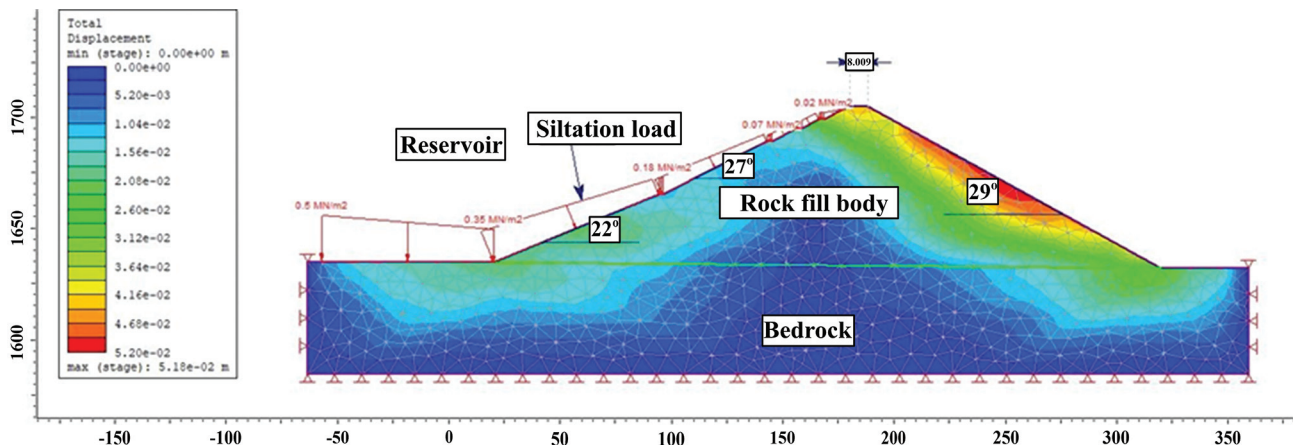 Total
Displacement
min (stage): 0.00e+00 m
0.00e+00
5.20e-03
1.04e-02
1.56e-02
2.08e-02
2.60e-02
3.12e-02
3.64e-02
4.16e-02
4.68e-02
5.20e-02
max (stage): 5.18e-02 m
8.009
0.02 MN/m2
0.07 MN/m2
Siltation load
Reservoir
0.18 MN/m2
27º
29º
Rock fill body
0.5 MN/m2
0.35 MN/m2
22º
Bedrock
1700
1650
1600
-150
-100
-50
0
50
100
150
200
250
300
350